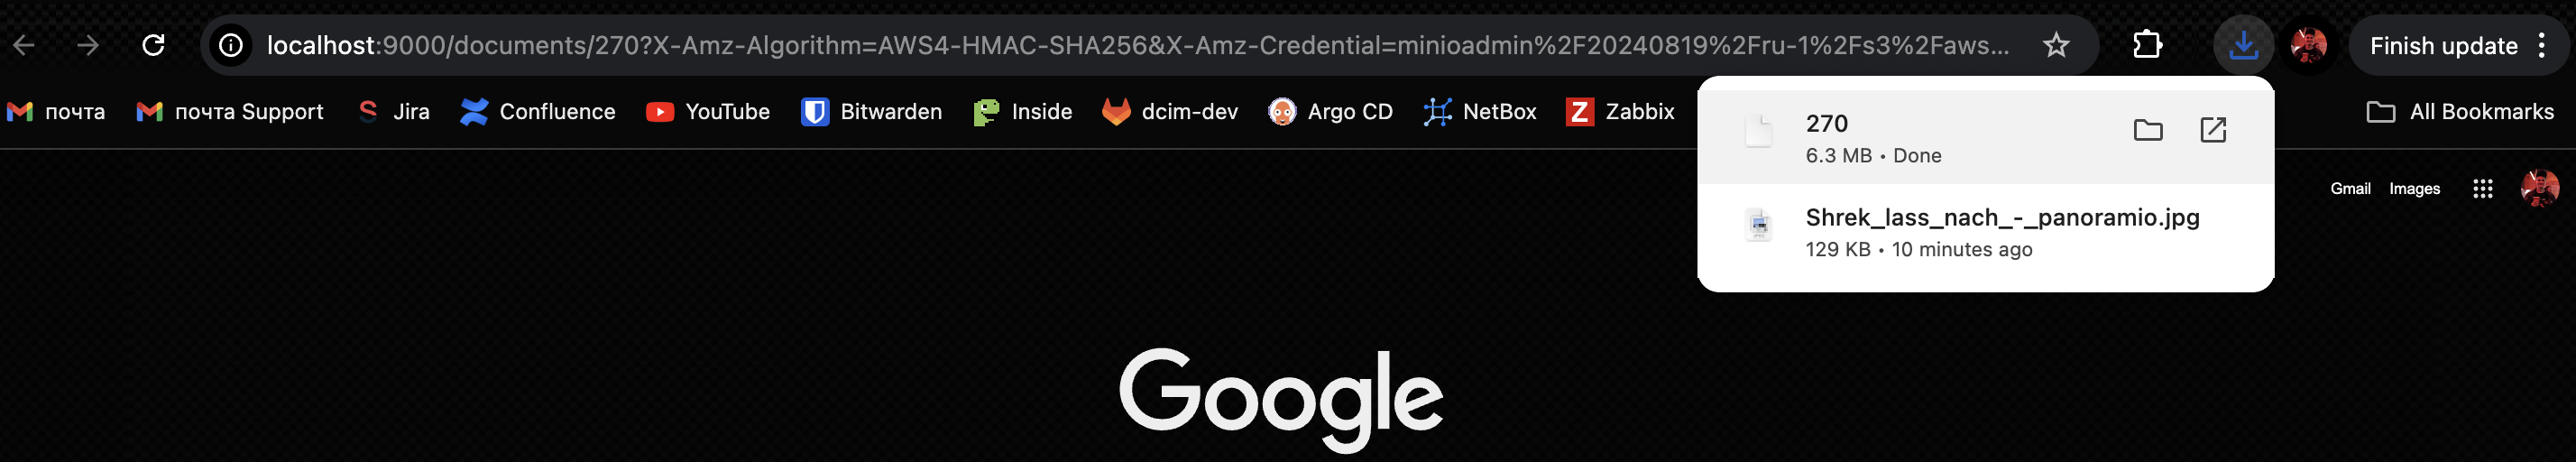 localhost:9000/documents/270?X-Amz-Algorithm=AWS4-HMAC-SHA256&X-Amz-Credential=minioadmin%2F20240819%2Fru-1%2Fs3%2Faws... Finish update
почта почта Support Jira Confluence YouTube Bitwarden Inside dcim-dev Argo CD NetBox Zabbix All Bookmarks
270
6.3 MB • Done
Shrek_lass_nach_-_panoramio.jpg
129 KB • 10 minutes ago
Gmail Images
Google